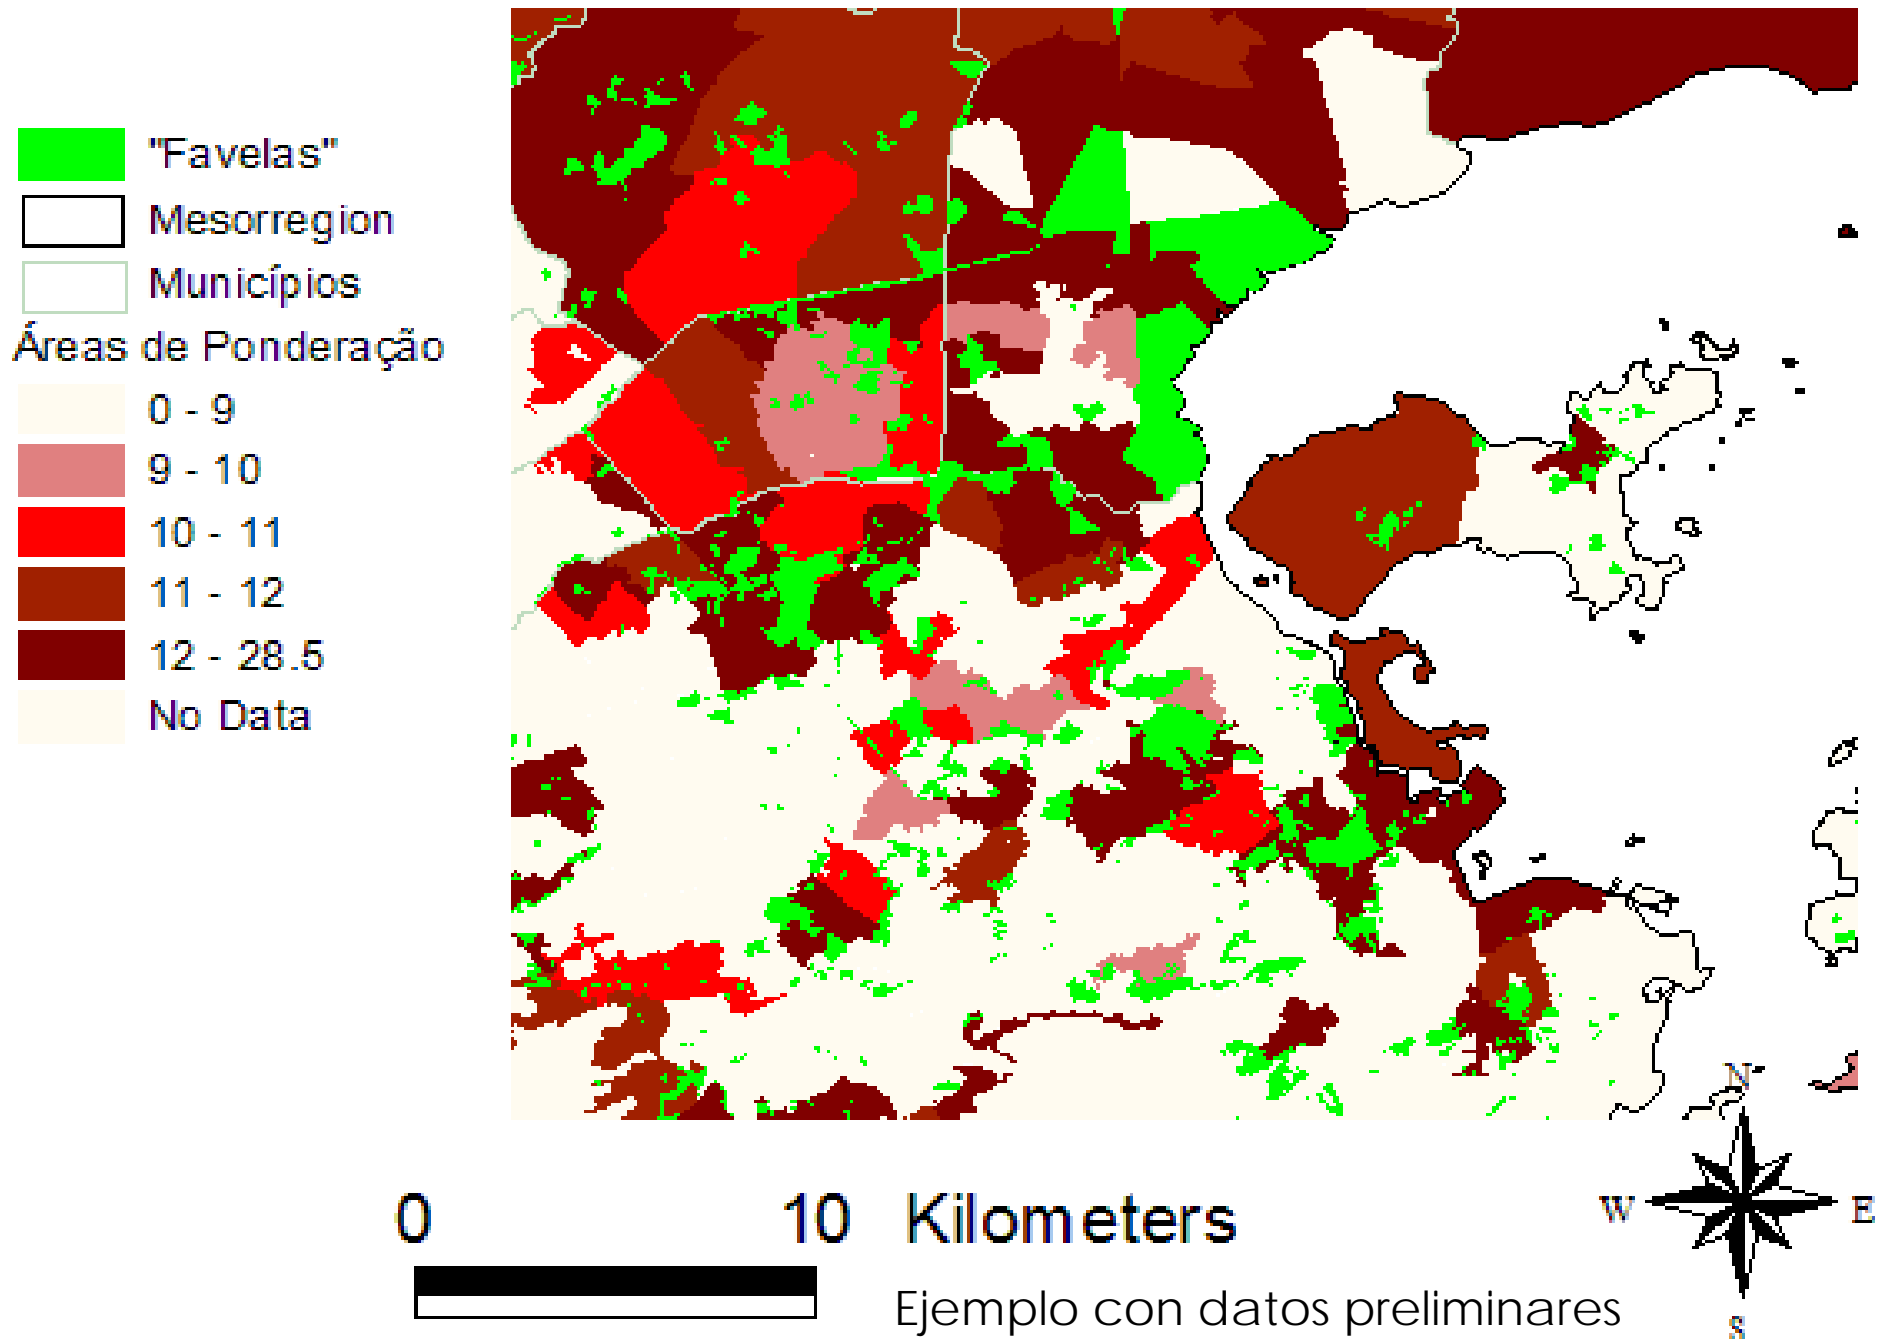 "Favelas"
Mesorregion
Municípios
Áreas de Ponderação
0 - 9
9 - 10
10 - 11
11 - 12
12 - 28.5
No Data
N
W E
S
0 10 Kilometers
Ejemplo con datos preliminares